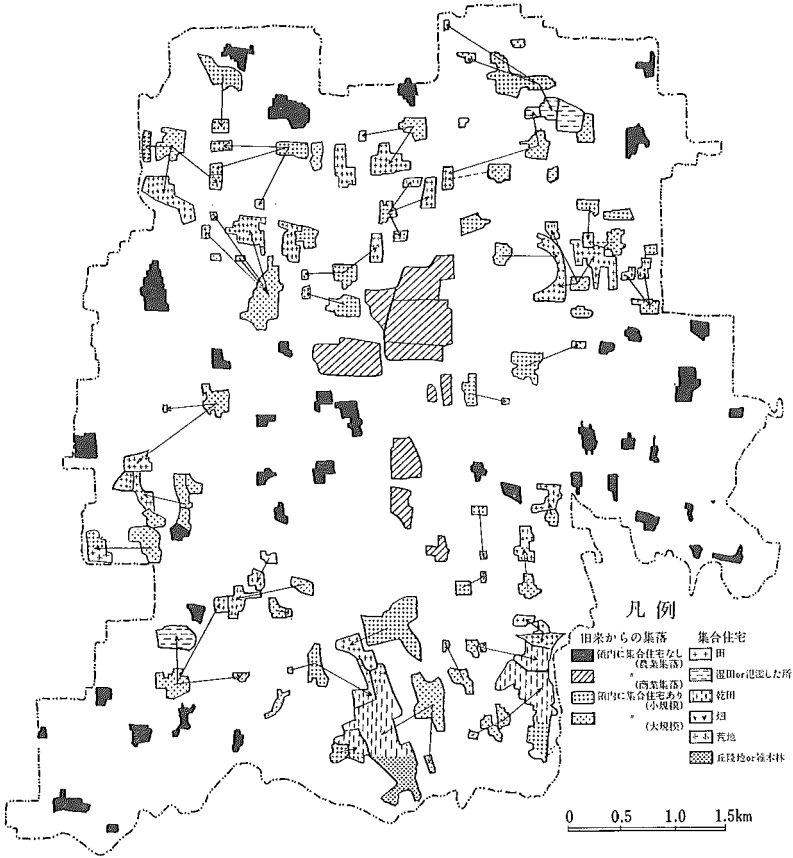 凡例
旧来からの集落
領内に集合住宅なし
(農業集落)
〃
(商業集落)
領内に集合住宅あり
(小規模)
〃
(大規模)
集合住宅
田
湿田or氾濫した所
乾田
畑
荒地
丘陵地or雑木林
0 0.5 1.0 1.5km